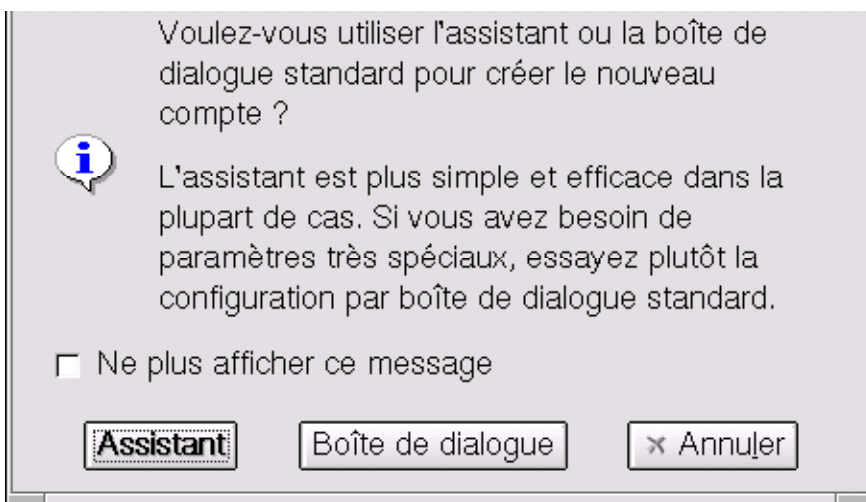 Voulez-vous utiliser l'assistant ou la boîte de
dialogue standard pour créer le nouveau
compte ?
L'assistant est plus simple et efficace dans la
plupart de cas. Si vous avez besoin de
paramètres très spéciaux, essayez plutôt la
configuration par boîte de dialogue standard.
Ne plus afficher ce message
Assistant Boîte de dialogue Annuler